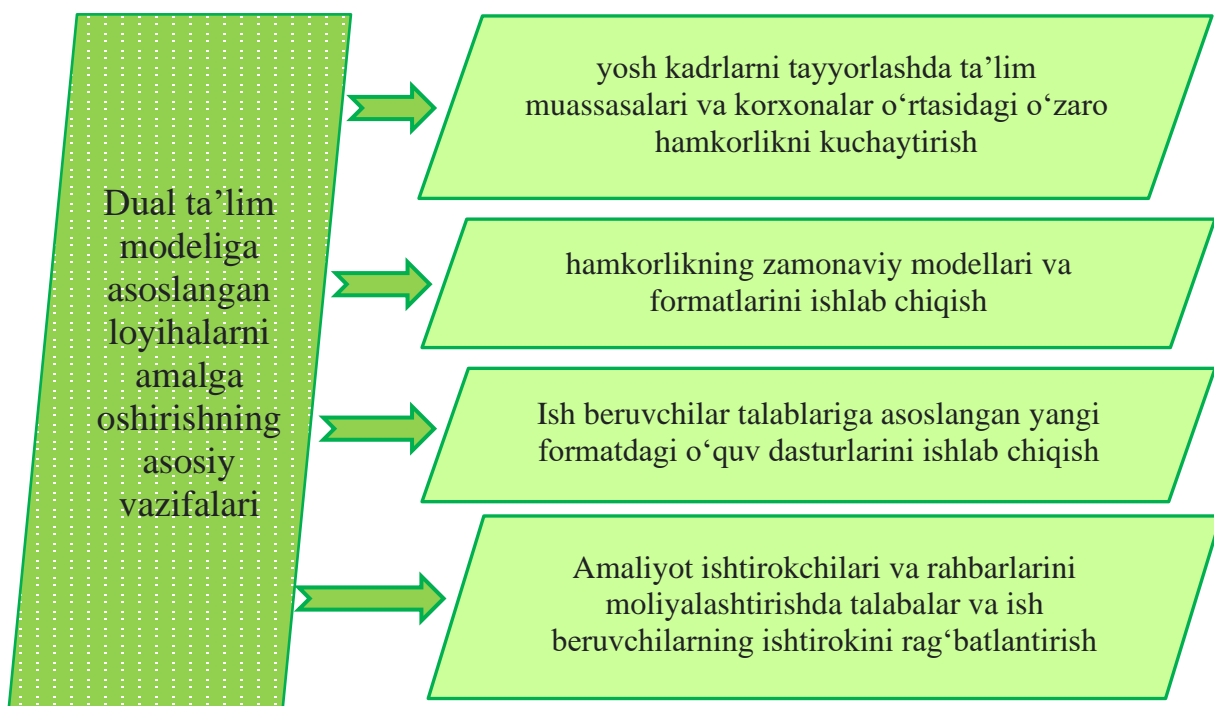 Dual ta’lim
modeliga
asoslangan
loyihalarni
amalga
oshirishning
asosiy
vazifalari
yosh kadrlarni tayyorlashda ta’lim
muassasalari va korxonalar o‘rtasidagi o‘zaro
hamkorlikni kuchaytirish
hamkorlikning zamonaviy modellari va
formatlarini ishlab chiqish
Ish beruvchilar talablariga asoslangan yangi
formatdagi o‘quv dasturlarini ishlab chiqish
Amaliyot ishtirokchilari va rahbarlarini
moliyalashtirishda talabalar va ish
beruvchilarning ishtirokini rag‘batlantirish